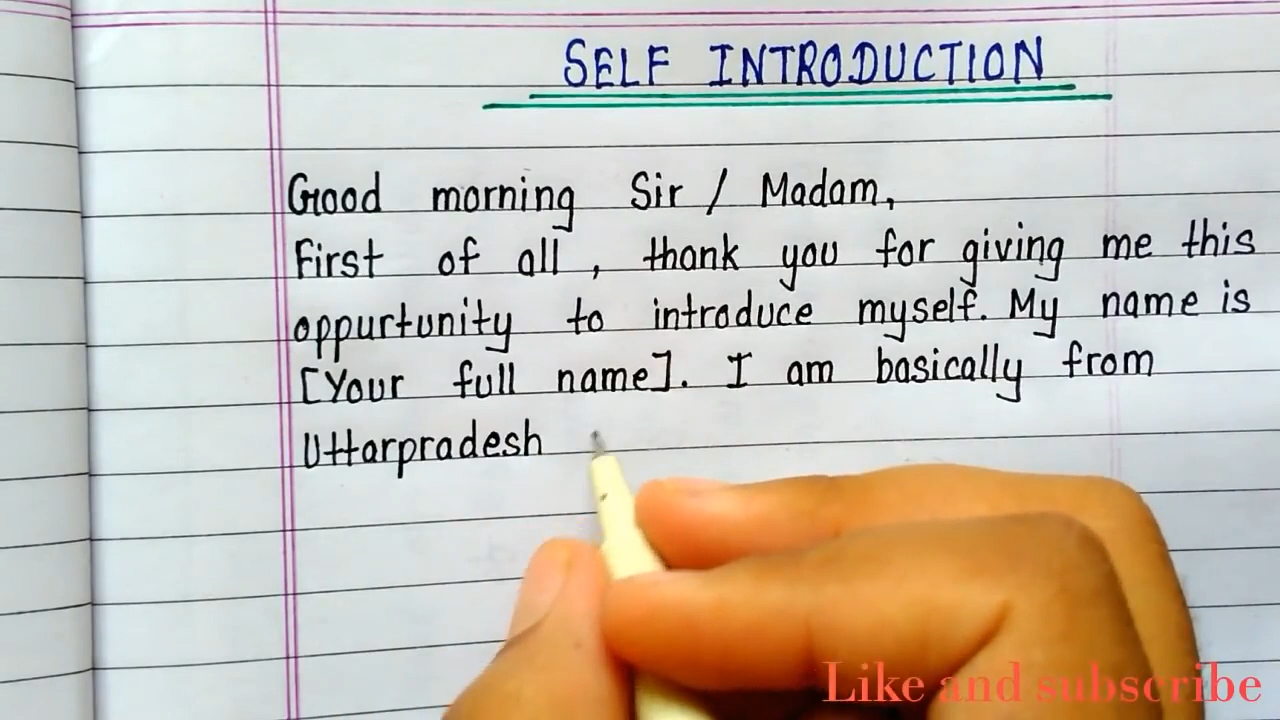 SELF INTRODUCTION
Good morning Sir / Madam,
First of all, thank you for giving me this
oppurtunity to introduce myself. My name is
[Your full name]. I am basically from
Uttarpradesh
Like and subscribe